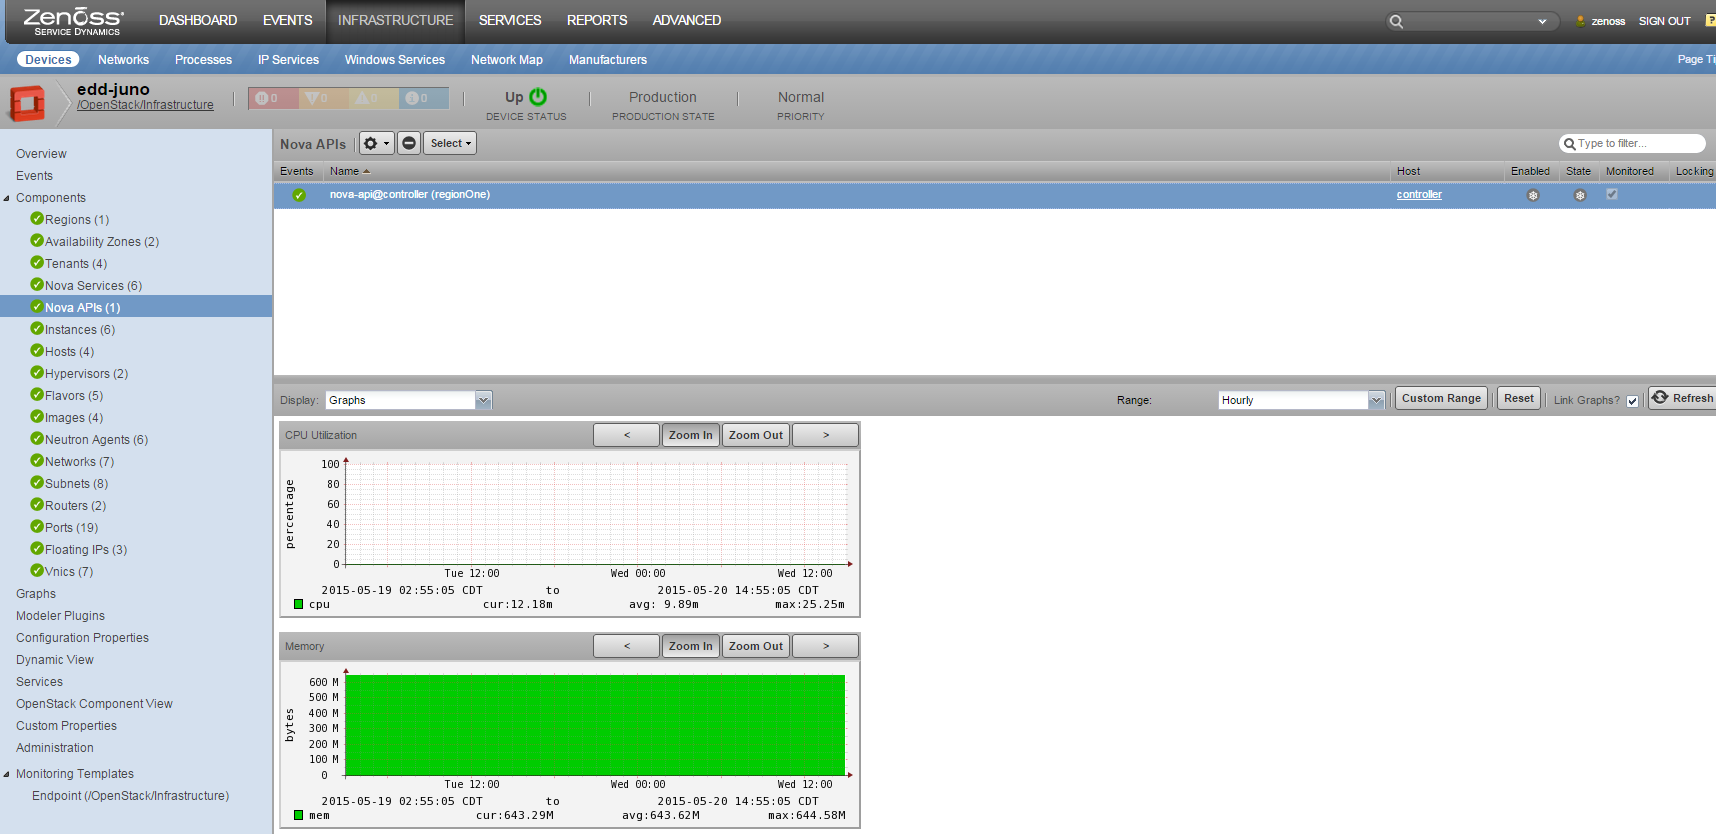 Zenoss
SERVICE DYNAMICS
DASHBOARD EVENTS INFRASTRUCTURE SERVICES REPORTS ADVANCED
zenoss SIGN OUT ?
Devices Networks Processes IP Services Windows Services Network Map Manufacturers Page Ti
edd-juno
/OpenStack/Infrastructure
0 0 0 0
Up
DEVICE STATUS
Production
PRODUCTION STATE
Normal
PRIORITY
Overview
Events
Components
Regions (1)
Availability Zones (2)
Tenants (4)
Nova Services (6)
Nova APIs (1)
Instances (6)
Hosts (4)
Hypervisors (2)
Flavors (5)
Images (4)
Neutron Agents (6)
Networks (7)
Subnets (8)
Routers (2)
Ports (19)
Floating IPs (3)
Vnics (7)
Graphs
Modeler Plugins
Configuration Properties
Dynamic View
Services
OpenStack Component View
Custom Properties
Administration
Monitoring Templates
Endpoint (/OpenStack/Infrastructure)
Nova APIs Select Type to filter...
Events Name Host Enabled State Monitored Locking
nova-api@controller (regionOne) controller
Display: Graphs Range: Hourly Custom Range Reset Link Graphs? Refresh
CPU Utilization < Zoom In Zoom Out >
percentage
100
80
60
40
20
0
Tue 12:00 Wed 00:00 Wed 12:00
2015-05-19 02:55:05 CDT to 2015-05-20 14:55:05 CDT
cpu cur:12.18m avg: 9.89m max:25.25m
Memory < Zoom In Zoom Out >
bytes
600 M
500 M
400 M
300 M
200 M
100 M
0
Tue 12:00 Wed 00:00 Wed 12:00
2015-05-19 02:55:05 CDT to 2015-05-20 14:55:05 CDT
mem cur:643.29M avg:643.62M max:644.58M